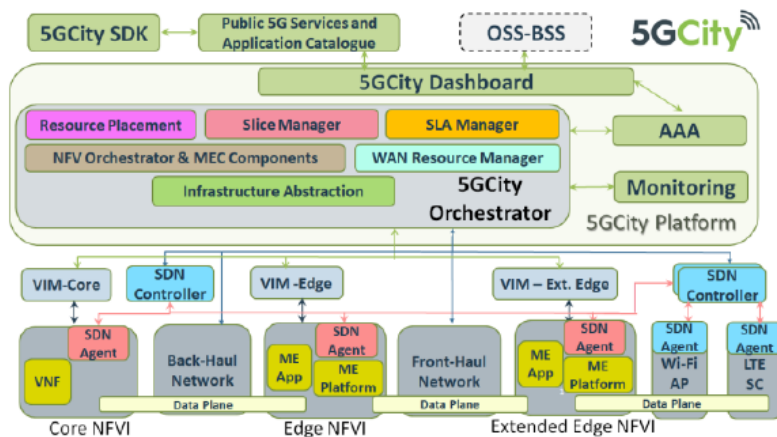 5GCity SDK
Public 5G Services and
Application Catalogue
OSS-BSS
5GCity
5GCity Dashboard
Resource Placement
Slice Manager
SLA Manager
AAA
NFV Orchestrator & MEC Components
WAN Resource Manager
Infrastructure Abstraction
5GCity
Orchestrator
Monitoring
5GCity Platform
VIM-Core
SDN
Controller
VIM -Edge
VIM – Ext. Edge
SDN
Controller
SDN
Agent
VNF
Back-Haul
Network
SDN
Agent
ME
App
ME
Platform
Front-Haul
Network
SDN
Agent
ME
App
ME
Platform
SDN
Agent
Wi-Fi
AP
SDN
Agent
LTE
SC
Data Plane
Data Plane
Data Plane
Data Plane
Core NFVI
Edge NFVI
Extended Edge NFVI